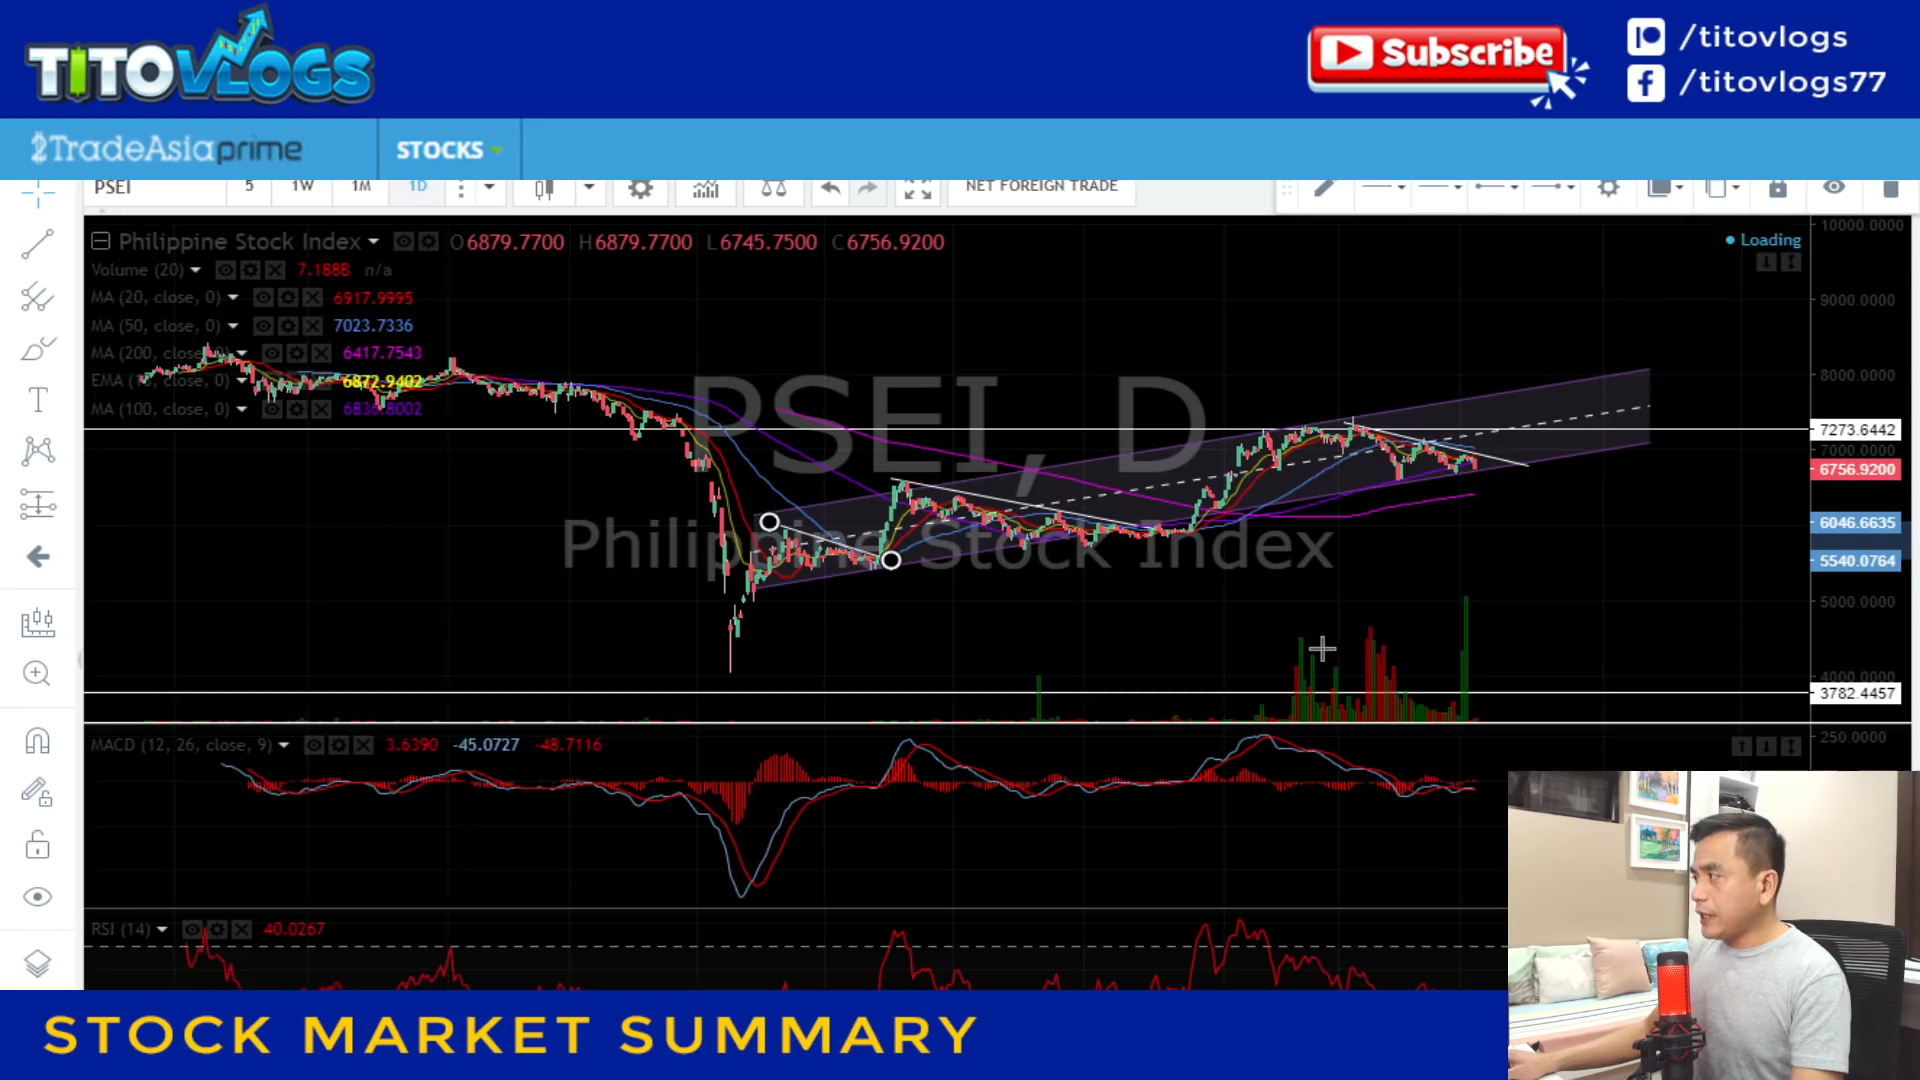 TITOVLOGS
Subscribe
/titovlogs
/titovlogs77
2TradeAsiaprime
STOCKS
PSEI 5 1W 1M 1D NET FOREIGN TRADE
Philippine Stock Index O6879.7700 H6879.7700 L6745.7500 C6756.9200
Loading
Volume (20) 7.188B n/a
MA (20, close, 0) 6917.9995
MA (50, close, 0) 7023.7336
MA (200, close, 0) 6417.7543
EMA ( , close, 0) 6872.9402
MA (100, close, 0)
PSEI, D
Philippine Stock Index
10000.0000
9000.0000
8000.0000
7273.6442
7000.0000
6756.9200
6046.6635
5540.0764
5000.0000
4000.0000
3782.4457
MACD (12, 26, close, 9) 3.6390 -45.0727 -48.7116
250.0000
RSI (14) 40.0267
STOCK MARKET SUMMARY